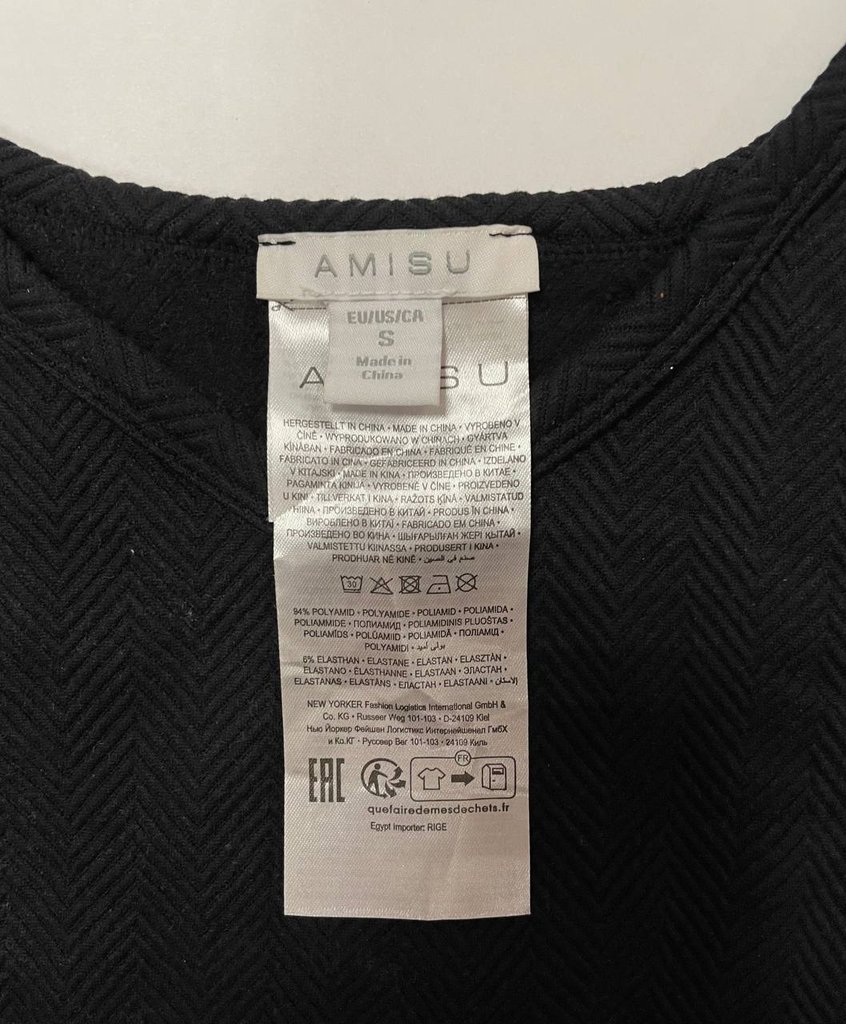 AMISU
EU/US/CA
S
Made in
China
A SU
HERGESTELLT IN CHINA • MADE IN CHINA • VYROBENO V
ČÍNĚ • WYPRODUKOWANO W CHINACH • GYÁRTVA
KÍNÁBAN • FABRICADO EN CHINA • FABRIQUÉ EN CHINE •
FABBRICATO IN CINA • GEFABRICEERD IN CHINA • IZDELANO
V KITAJSKI • MADE IN KINA • ПРОИЗВЕДЕНО В КИТАЕ •
PAGAMINTA KINIJA • VYROBENÉ V ČÍNE • PROIZVEDENO
U KINI • TILLVERKAT I KINA • RAŽOTS ĶĪNĀ • VALMISTATUD
HIINA • ПРОИЗВЕДЕНО В КИТАЙ • PRODUS ÎN CHINA •
ВИРОБЛЕНО В КИТАЇ • FABRICADO EM CHINA •
ПРОИЗВЕДЕНО ВО КИНА • ШЫҒАРЫЛҒАН ЖЕРІ ҚЫТАЙ •
VALMISTETTU KIINASSA • PRODUSERT I KINA •
PRODHUAR NË KINË • صنع في الصين
30
94% POLYAMID • POLYAMIDE • POLIAMID • POLIAMIDA •
POLIAMMIDE • ПОЛИАМИД • POLIAMIDINIS PLUOŠTAS •
POLIAMĪDS • POLÜAMIID • POLIAMIDĂ • ПОЛІАМІД •
POLYAMIDI • بولي أميد
6% ELASTHAN • ELASTANE • ELASTAN • ELASZTÁN •
ELASTANO • ÉLASTHANNE • ELASTAAN • ЭЛАСТАН •
ELASTANAS • ELASTĀNS • ЕЛАСТАН • ELASTAANI • الاستان
NEW YORKER Fashion Logistics International GmbH &
Co. KG • Russeer Weg 101-103 • D-24109 Kiel
Нью Йоркер Фейшен Логистикс Интернейшенал ГмбХ
и Ко.КГ • Руссеер Вег 101-103 • 24109 Киль
EAC
FR
quefairedemesdechets.fr
Egypt importer: RIGE